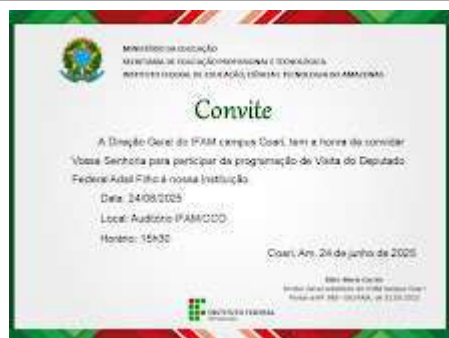 MINISTÉRIO DA EDUCAÇÃO
SECRETARIA DE EDUCAÇÃO PROFISSIONAL E TECNOLÓGICA
INSTITUTO FEDERAL DE EDUCAÇÃO, CIÊNCIA E TECNOLOGIA DO AMAZONAS
Convite
A Direção Geral do IFAM campus Coari, tem a honra de convidar
Vossa Senhoria para participar da programação de Visita do Deputado
Federal Adail Filho à nossa Instituição.
Data: 24/06/2025
Local: Auditório IFAM/CCO
Horário: 15h30
Coari, Am, 24 de junho de 2025
INSTITUTO FEDERAL